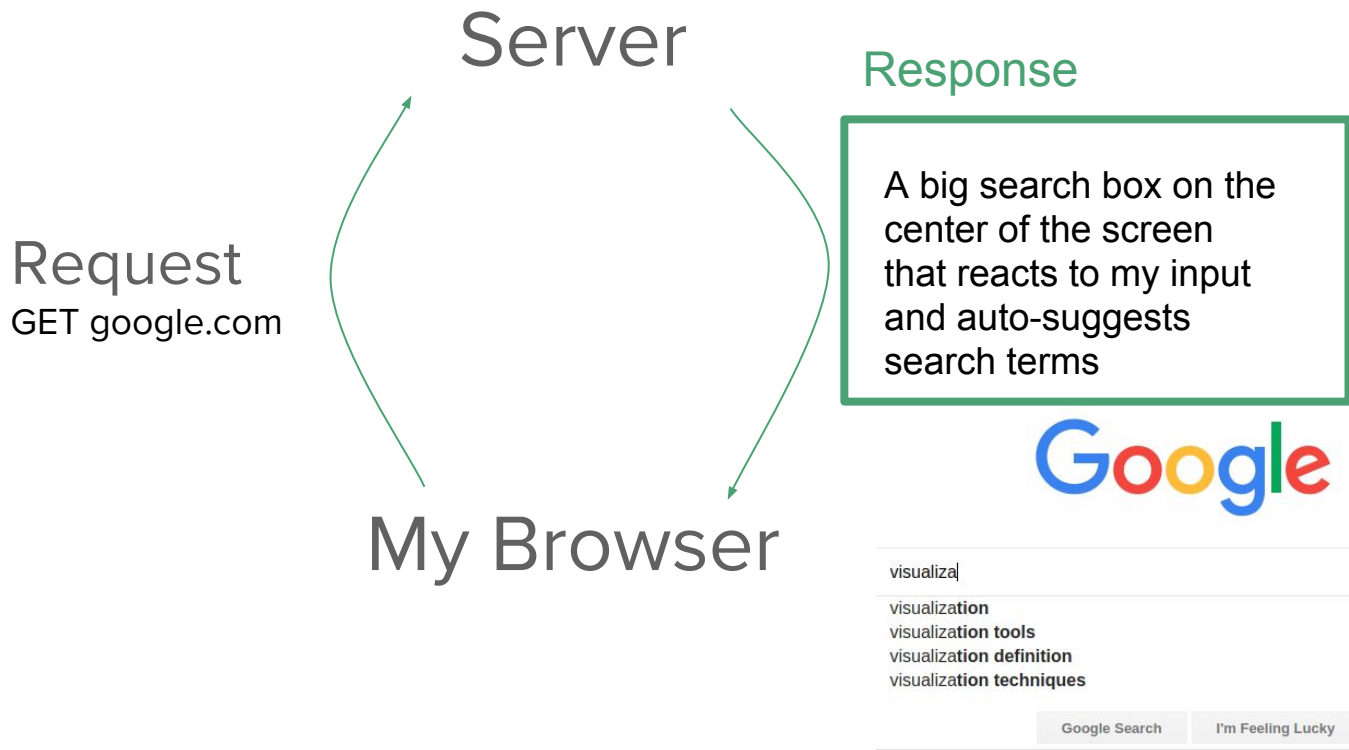 Server
Response
A big search box on the
center of the screen
that reacts to my input
and auto-suggests
search terms
Request
GET google.com
My Browser
Google
visualiza
visualization
visualization tools
visualization definition
visualization techniques
Google Search
I'm Feeling Lucky